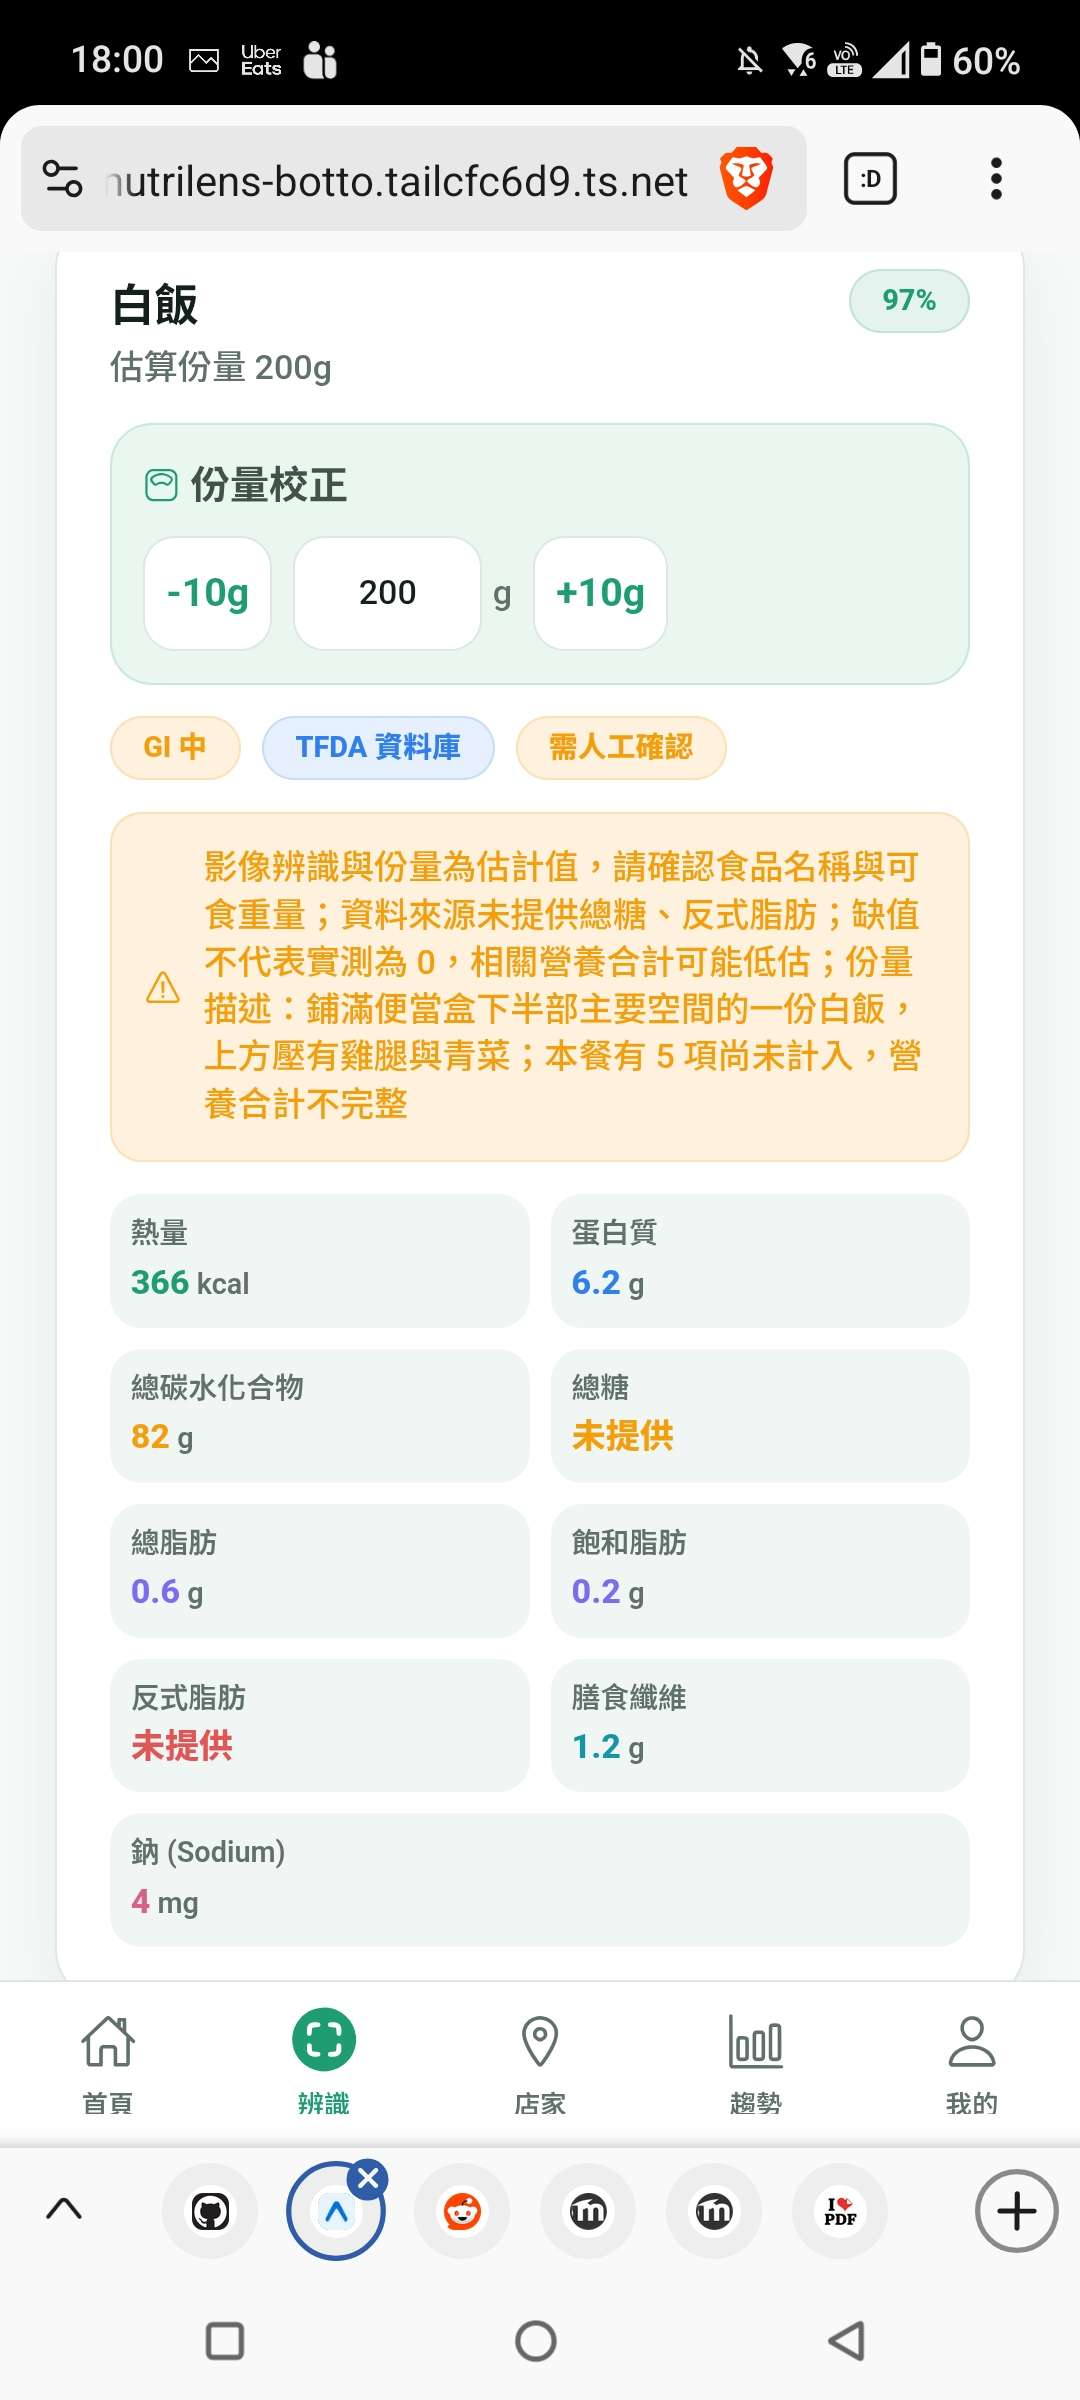 18:00
Uber
Eats
6
VO
LTE
60%
nutrilens-botto.tailcfc6d9.ts.net
:D
白飯
97%
估算份量 200g
份量校正
-10g
200
g
+10g
GI 中
TFDA 資料庫
需人工確認
影像辨識與份量為估計值，請確認食品名稱與可
食重量；資料來源未提供總糖、反式脂肪；缺值
不代表實測為 0，相關營養合計可能低估；份量
描述：鋪滿便當盒下半部主要空間的一份白飯，
上方壓有雞腿與青菜；本餐有 5 項尚未計入，營
養合計不完整
熱量
366 kcal
蛋白質
6.2 g
總碳水化合物
82 g
總糖
未提供
總脂肪
0.6 g
飽和脂肪
0.2 g
反式脂肪
未提供
膳食纖維
1.2 g
鈉 (Sodium)
4 mg
首頁
辨識
店家
趨勢
我的
m
m
I
PDF